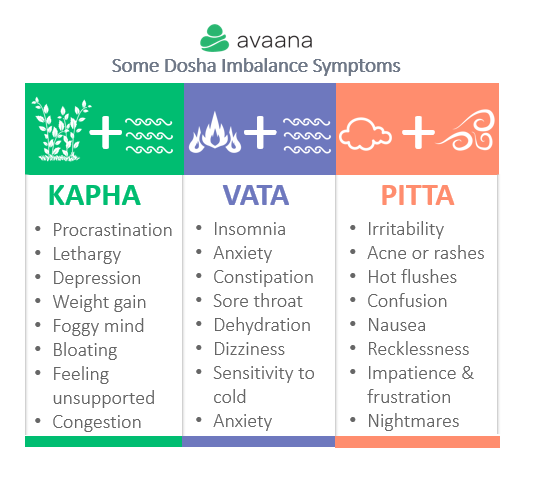 avaana
Some Dosha Imbalance Symptoms
KAPHA
• Procrastination
• Lethargy
• Depression
• Weight gain
• Foggy mind
• Bloating
• Feeling
unsupported
• Congestion
VATA
• Insomnia
• Anxiety
• Constipation
• Sore throat
• Dehydration
• Dizziness
• Sensitivity to
cold
• Anxiety
PITTA
• Irritability
• Acne or rashes
• Hot flushes
• Confusion
• Nausea
• Recklessness
• Impatience &
frustration
• Nightmares